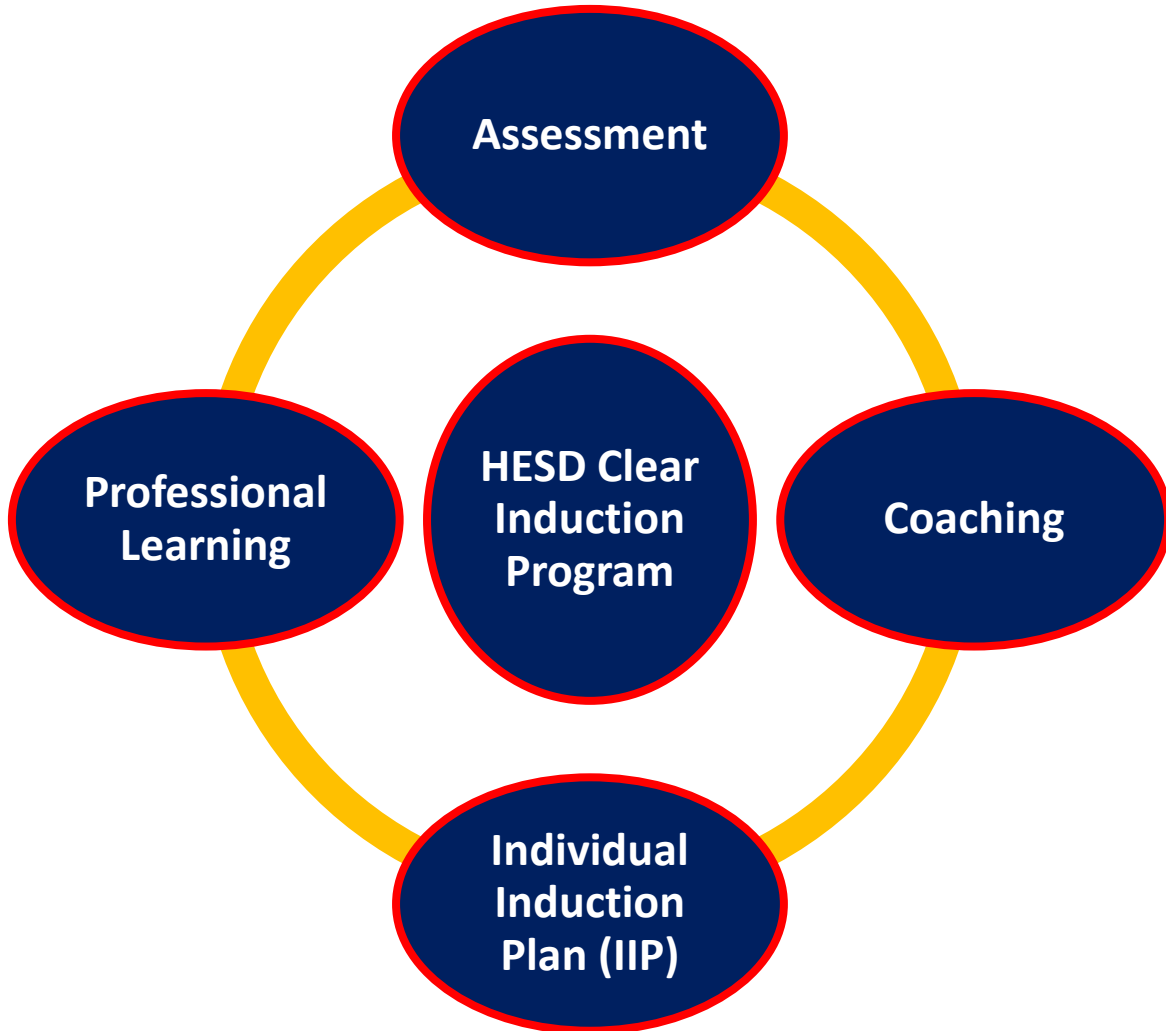 Assessment
Professional
Learning
HESD Clear
Induction
Program
Coaching
Individual
Induction
Plan (IIP)